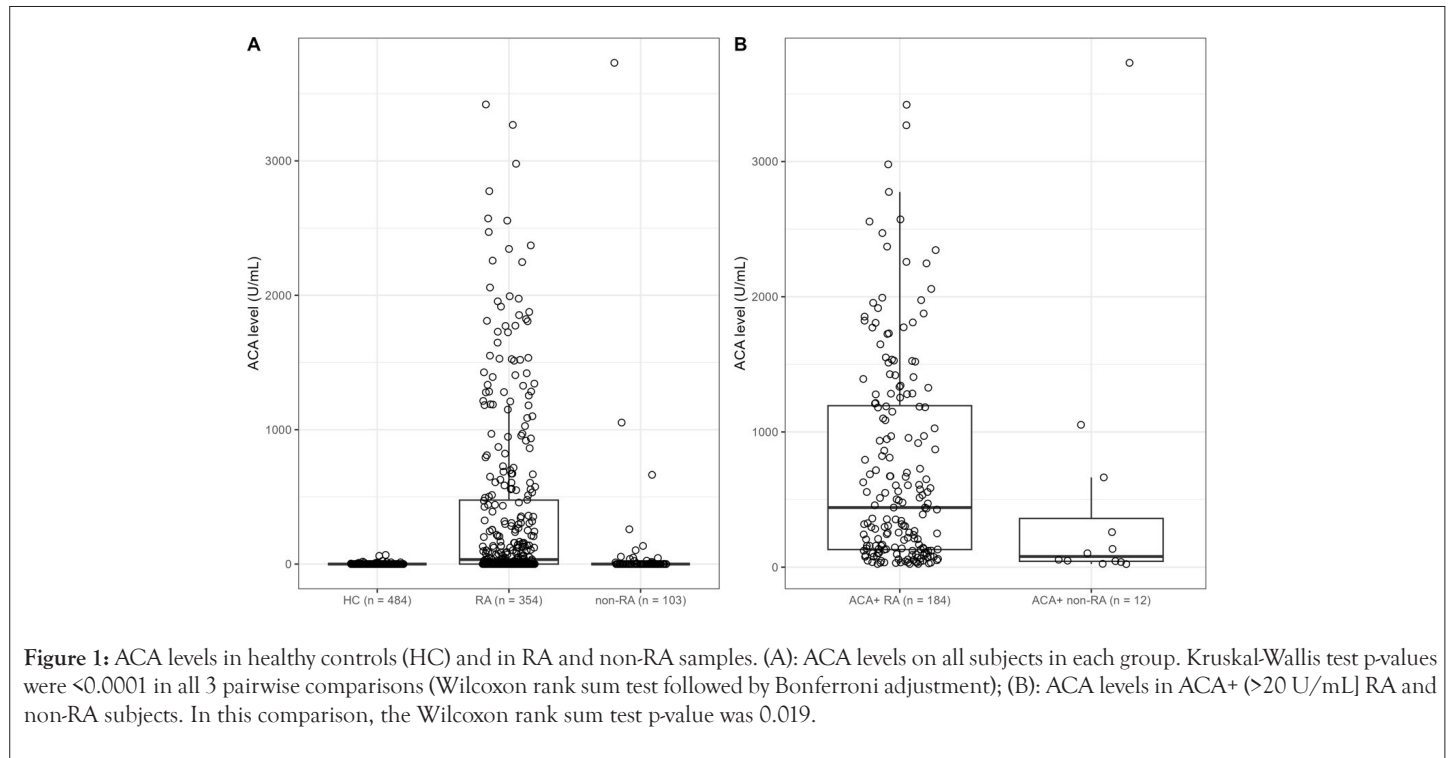 A
ACA level (U/mL)
3000
2000
1000
0
HC (n = 484)
RA (n = 354)
non-RA (n = 103)
B
ACA level (U/mL)
3000
2000
1000
0
ACA+ RA (n = 184)
ACA+ non-RA (n = 12)
Figure 1: ACA levels in healthy controls (HC) and in RA and non-RA samples. (A): ACA levels on all subjects in each group. Kruskal-Wallis test p-values
were <0.0001 in all 3 pairwise comparisons (Wilcoxon rank sum test followed by Bonferroni adjustment); (B): ACA levels in ACA+ (>20 U/mL] RA and
non-RA subjects. In this comparison, the Wilcoxon rank sum test p-value was 0.019.